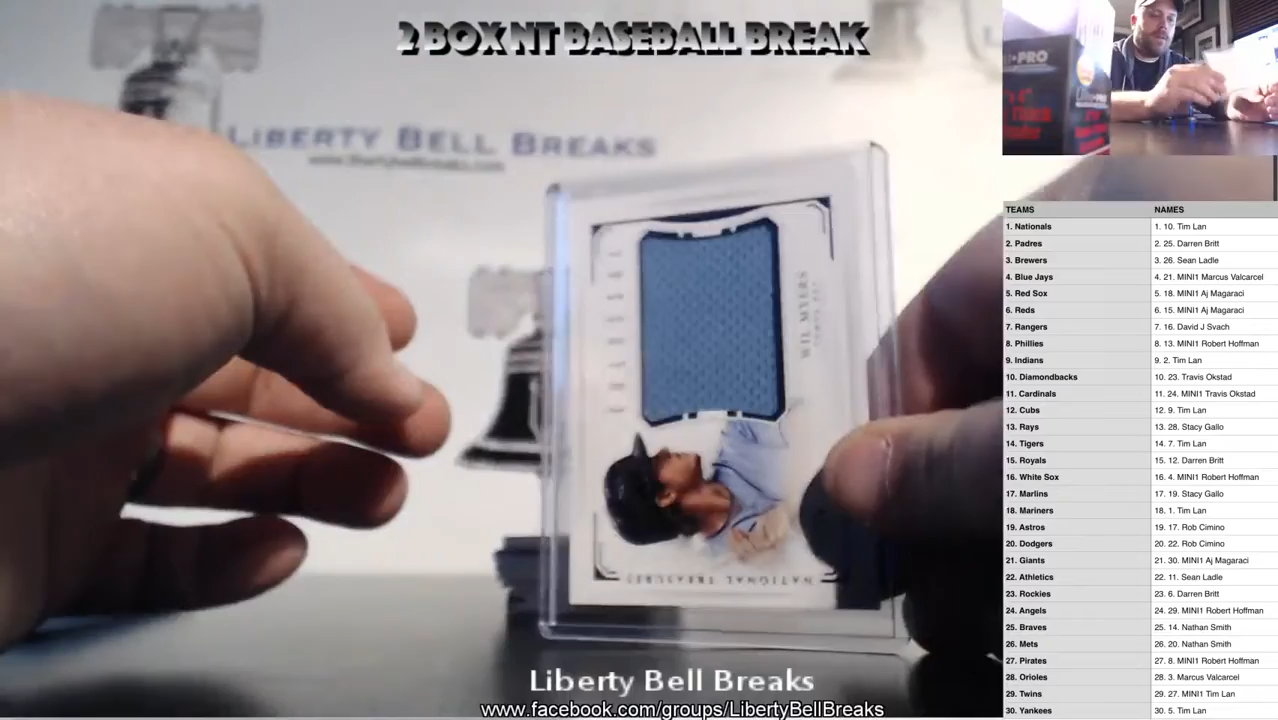 2 BOX NT BASEBALL BREAK
LIBERTY BELL BREAKS
www.libertybellBreaks.com
WIL MYERS
NATIONAL TREASURES
TEAMS NAMES
1. Nationals 1. 10. Tim Lan
2. Padres 2. 25. Darren Britt
3. Brewers 3. 26. Sean Ladle
4. Blue Jays 4. 21. MINI1 Marcus Valcarcel
5. Red Sox 5. 18. MINI1 Aj Magaraci
6. Reds 6. 15. MINI1 Aj Magaraci
7. Rangers 7. 16. David J Svach
8. Phillies 8. 13. MINI1 Robert Hoffman
9. Indians 9. 2. Tim Lan
10. Diamondbacks 10. 23. Travis Okstad
11. Cardinals 11. 24. MINI1 Travis Okstad
12. Cubs 12. 9. Tim Lan
13. Rays 13. 28. Stacy Gallo
14. Tigers 14. 7. Tim Lan
15. Royals 15. 12. Darren Britt
16. White Sox 16. 4. MINI1 Robert Hoffman
17. Marlins 17. 19. Stacy Gallo
18. Mariners 18. 1. Tim Lan
19. Astros 19. 17. Rob Cimino
20. Dodgers 20. 22. Rob Cimino
21. Giants 21. 30. MINI1 Aj Magaraci
22. Athletics 22. 11. Sean Ladle
23. Rockies 23. 6. Darren Britt
24. Angels 24. 29. MINI1 Robert Hoffman
25. Braves 25. 14. Nathan Smith
26. Mets 26. 20. Nathan Smith
27. Pirates 27. 8. MINI1 Robert Hoffman
28. Orioles 28. 3. Marcus Valcarcel
29. Twins 29. 27. MINI1 Tim Lan
30. Yankees 30. 5. Tim Lan
Liberty Bell Breaks
www.facebook.com/groups/LibertyBellBreaks